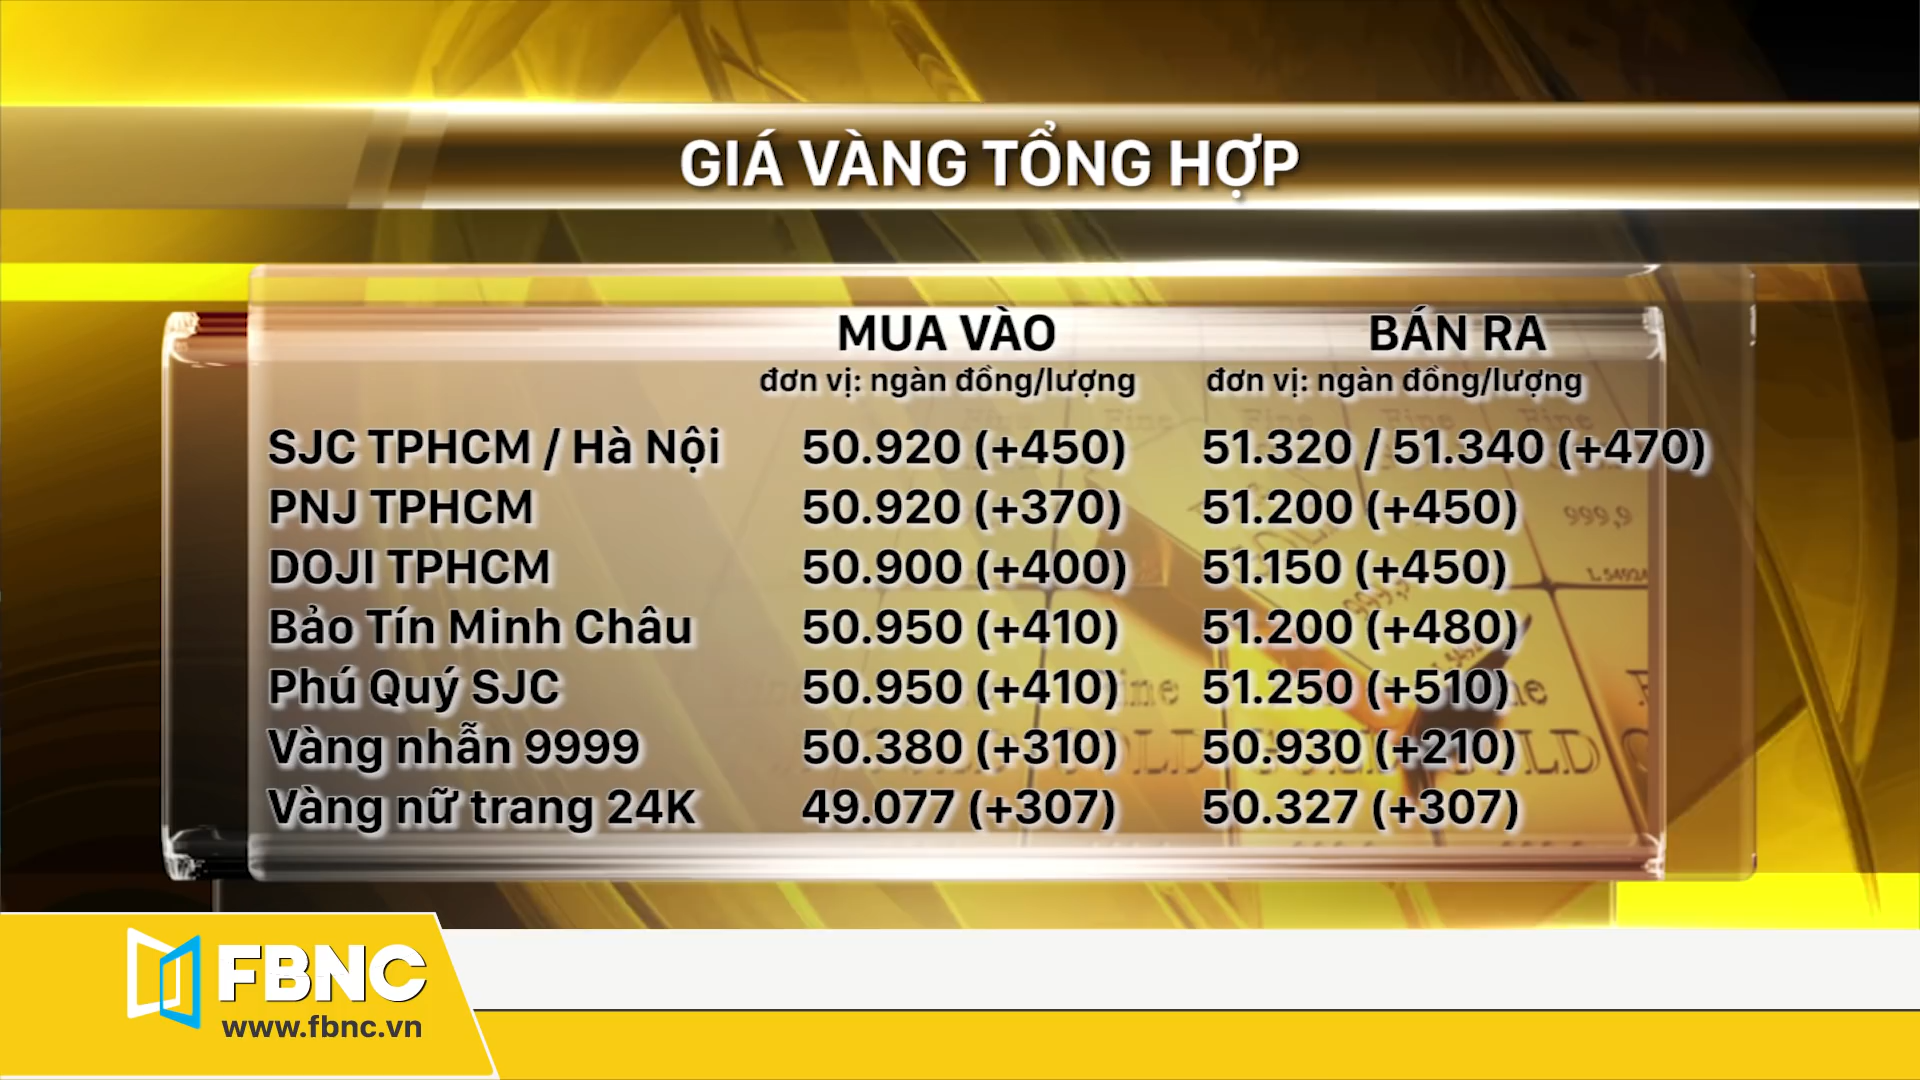 GIÁ VÀNG TỔNG HỢP
MUA VÀO BÁN RA
đơn vị: ngàn đồng/lượng đơn vị: ngàn đồng/lượng
SJC TPHCM / Hà Nội 50.920 (+450) 51.320 / 51.340 (+470)
PNJ TPHCM 50.920 (+370) 51.200 (+450)
DOJI TPHCM 50.900 (+400) 51.150 (+450)
Bảo Tín Minh Châu 50.950 (+410) 51.200 (+480)
Phú Quý SJC 50.950 (+410) 51.250 (+510)
Vàng nhẫn 9999 50.380 (+310) 50.930 (+210)
Vàng nữ trang 24K 49.077 (+307) 50.327 (+307)
999,9
FBNC
www.fbnc.vn